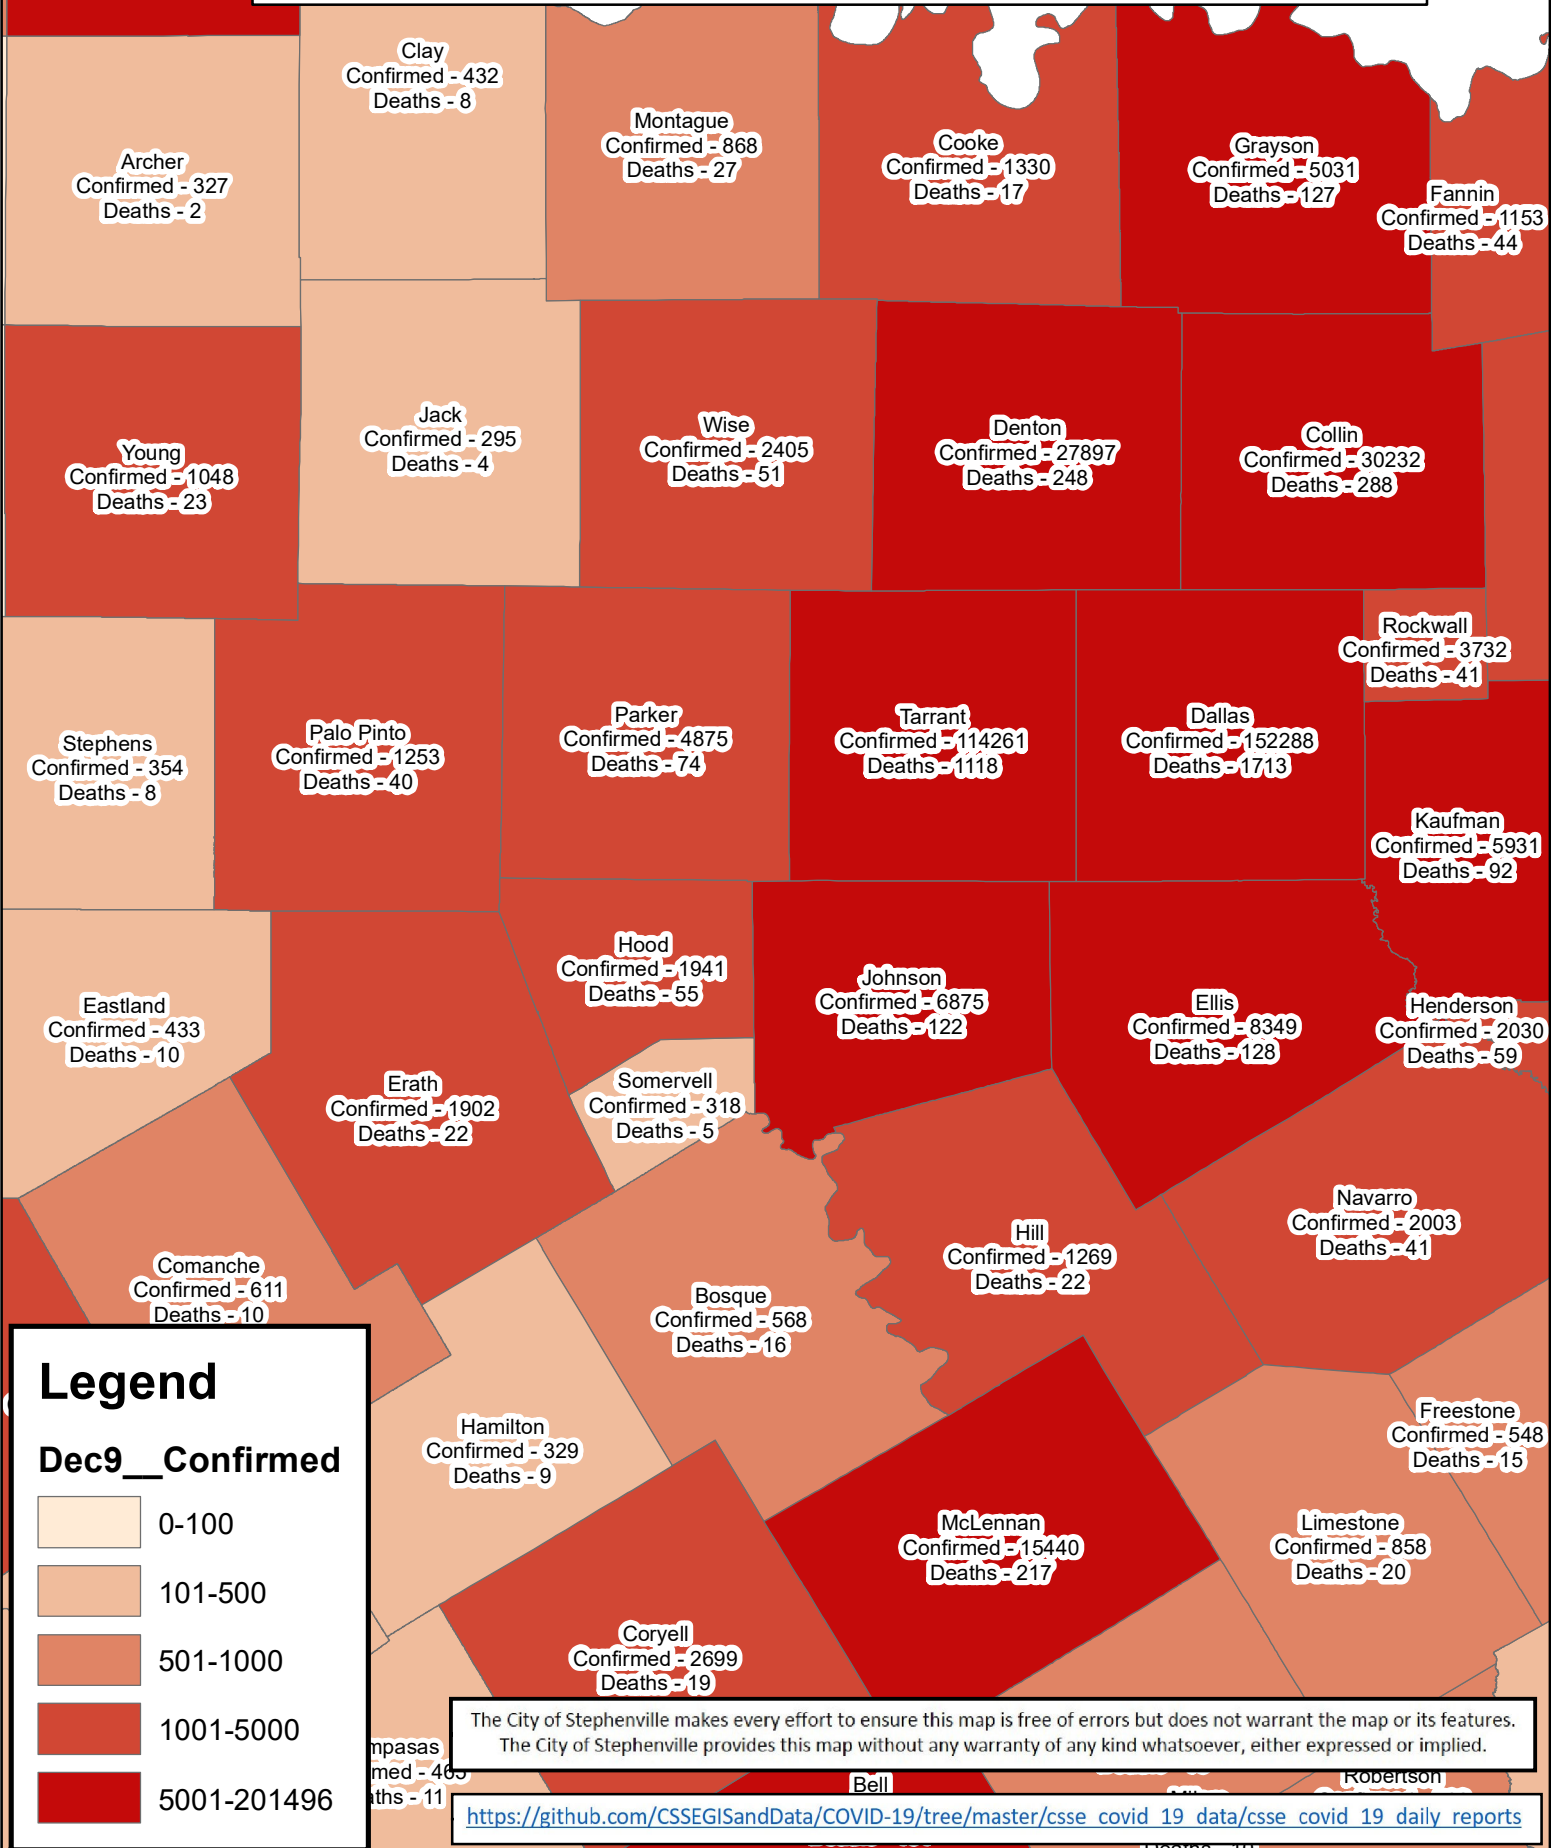 Clay
Confirmed - 432
Deaths - 8
Montague
Confirmed - 868
Deaths - 27
Cooke
Confirmed - 1330
Deaths - 17
Grayson
Confirmed - 5031
Deaths - 127
Archer
Confirmed - 327
Deaths - 2
Fannin
Confirmed - 1153
Deaths - 44
Jack
Confirmed - 295
Deaths - 4
Wise
Confirmed - 2405
Deaths - 51
Denton
Confirmed - 27897
Deaths - 248
Collin
Confirmed - 30232
Deaths - 288
Young
Confirmed - 1048
Deaths - 23
Rockwall
Confirmed - 3732
Deaths - 41
Stephens
Confirmed - 354
Deaths - 8
Palo Pinto
Confirmed - 1253
Deaths - 40
Parker
Confirmed - 4875
Deaths - 74
Tarrant
Confirmed - 114261
Deaths - 1118
Dallas
Confirmed - 152288
Deaths - 1713
Kaufman
Confirmed - 5931
Deaths - 92
Hood
Confirmed - 1941
Deaths - 55
Johnson
Confirmed - 6875
Deaths - 122
Ellis
Confirmed - 8349
Deaths - 128
Henderson
Confirmed - 2030
Deaths - 59
Eastland
Confirmed - 433
Deaths - 10
Erath
Confirmed - 1902
Deaths - 22
Somervell
Confirmed - 318
Deaths - 5
Navarro
Confirmed - 2003
Deaths - 41
Hill
Confirmed - 1269
Deaths - 22
Comanche
Confirmed - 611
Deaths - 10
Bosque
Confirmed - 568
Deaths - 16
Hamilton
Confirmed - 329
Deaths - 9
Freestone
Confirmed - 548
Deaths - 15
McLennan
Confirmed - 15440
Deaths - 217
Limestone
Confirmed - 858
Deaths - 20
Coryell
Confirmed - 2699
Deaths - 19
Legend
Dec9__Confirmed
0-100
101-500
501-1000
1001-5000
5001-201496
mpasas
med - 465
aths - 11
The City of Stephenville makes every effort to ensure this map is free of errors but does not warrant the map or its features.
The City of Stephenville provides this map without any warranty of any kind whatsoever, either expressed or implied.
Bell
Robertson
https://github.com/CSSEGISandData/COVID-19/tree/master/csse_covid_19_data/csse_covid_19_daily_reports